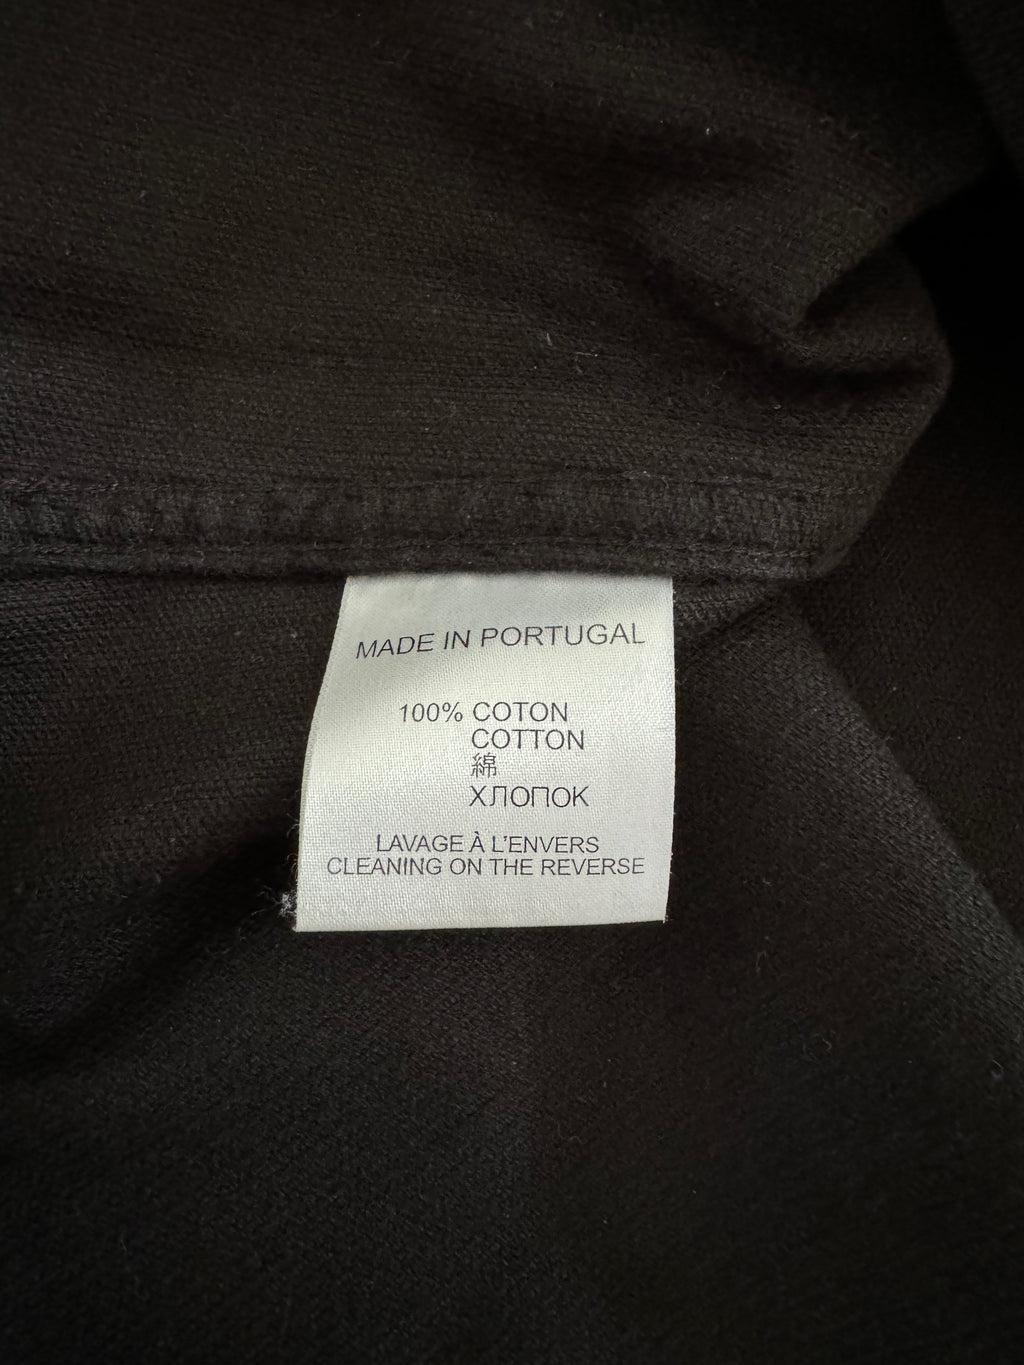 MADE IN PORTUGAL
100% COTON
COTTON
綿
ХЛОПОК
LAVAGE À L'ENVERS
CLEANING ON THE REVERSE